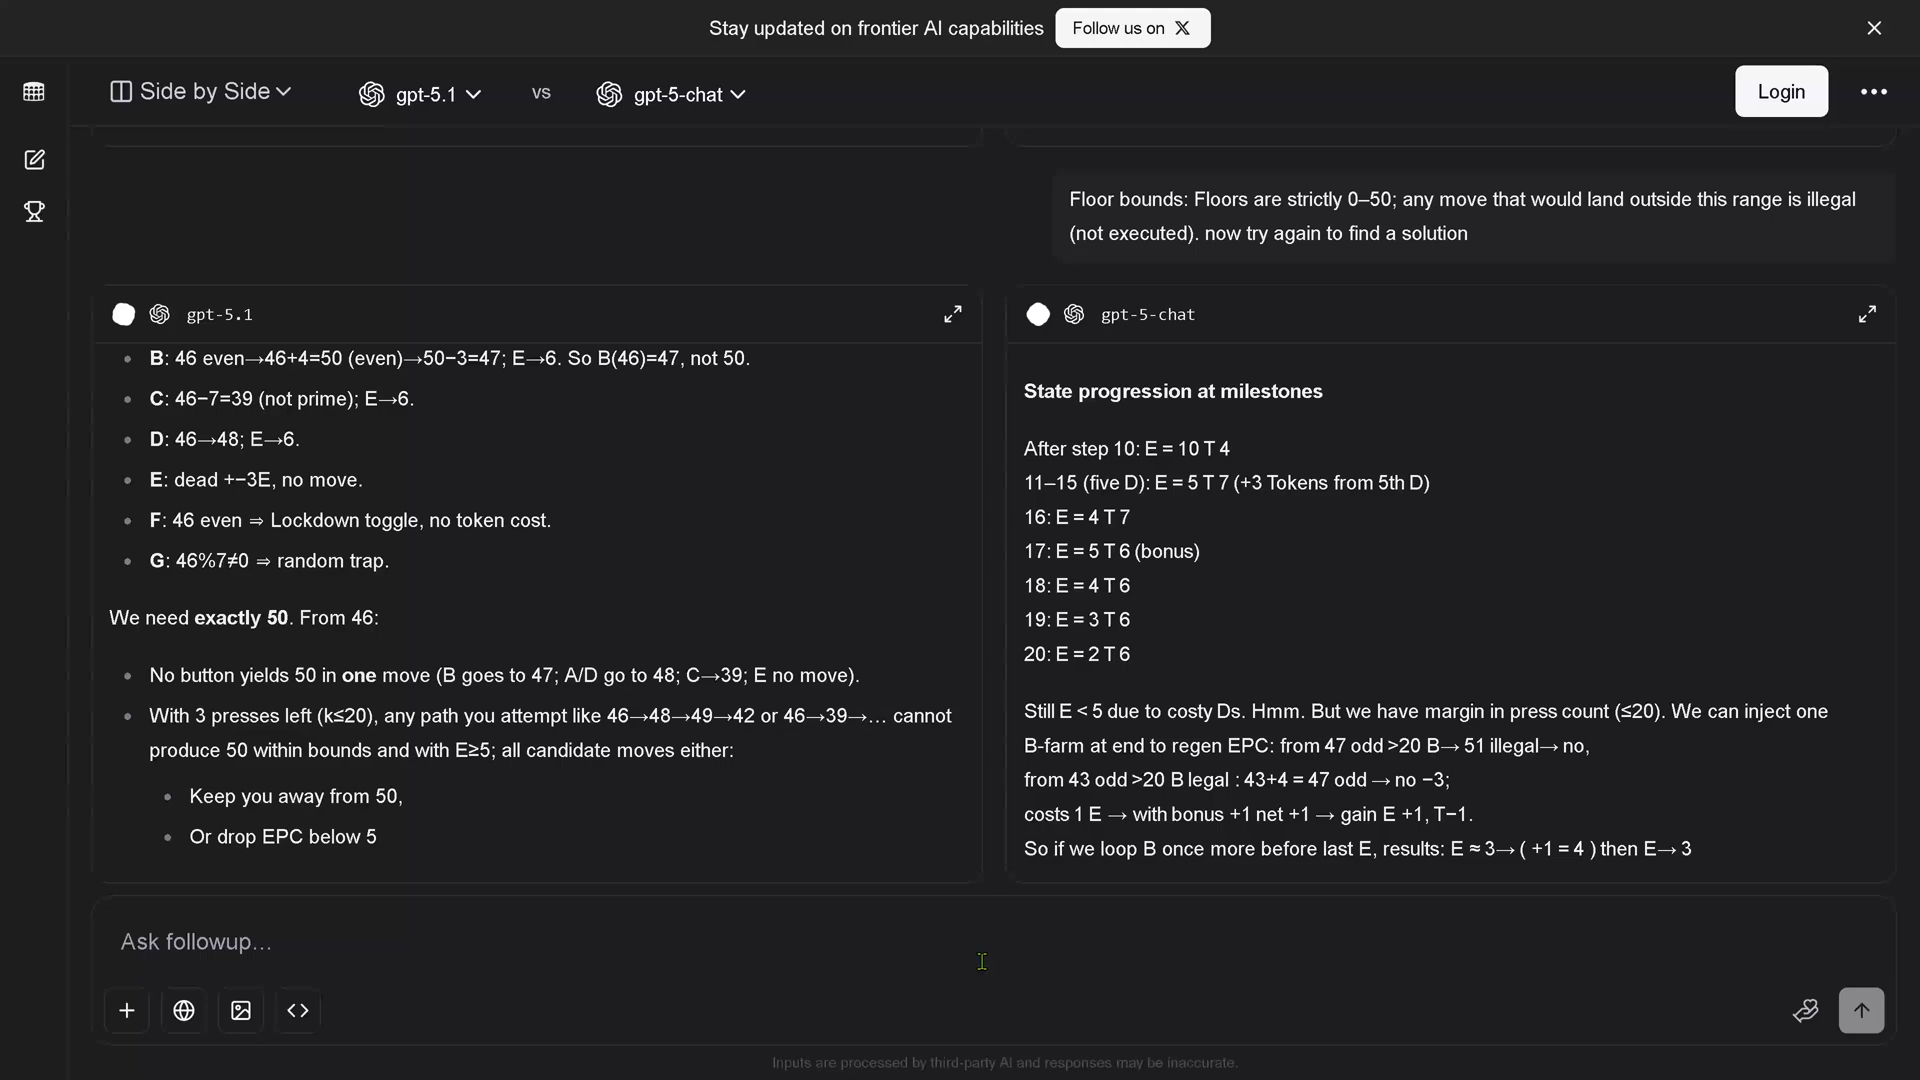 Stay updated on frontier AI capabilities
Follow us on X
Side by Side
gpt-5.1
VS
gpt-5-chat
Login
Floor bounds: Floors are strictly 0–50; any move that would land outside this range is illegal
(not executed). now try again to find a solution
gpt-5.1
B: 46 even→46+4=50 (even)→50−3=47; E→6. So B(46)=47, not 50.
C: 46−7=39 (not prime); E→6.
D: 46→48; E→6.
E: dead +−3E, no move.
F: 46 even ⇒ Lockdown toggle, no token cost.
G: 46%7≠0 ⇒ random trap.
We need exactly 50. From 46:
No button yields 50 in one move (B goes to 47; A/D go to 48; C→39; E no move).
With 3 presses left (k≤20), any path you attempt like 46→48→49→42 or 46→39→… cannot
produce 50 within bounds and with E≥5; all candidate moves either:
Keep you away from 50,
Or drop EPC below 5
gpt-5-chat
State progression at milestones
After step 10: E = 10 T 4
11–15 (five D): E = 5 T 7 (+3 Tokens from 5th D)
16: E = 4 T 7
17: E = 5 T 6 (bonus)
18: E = 4 T 6
19: E = 3 T 6
20: E = 2 T 6
Still E < 5 due to costy Ds. Hmm. But we have margin in press count (≤20). We can inject one
B-farm at end to regen EPC: from 47 odd >20 B→ 51 illegal→ no,
from 43 odd >20 B legal : 43+4 = 47 odd → no −3;
costs 1 E → with bonus +1 net +1 → gain E +1, T−1.
So if we loop B once more before last E, results: E ≈ 3→ ( +1 = 4 ) then E→ 3
Ask followup…
Inputs are processed by third-party AI and responses may be inaccurate.